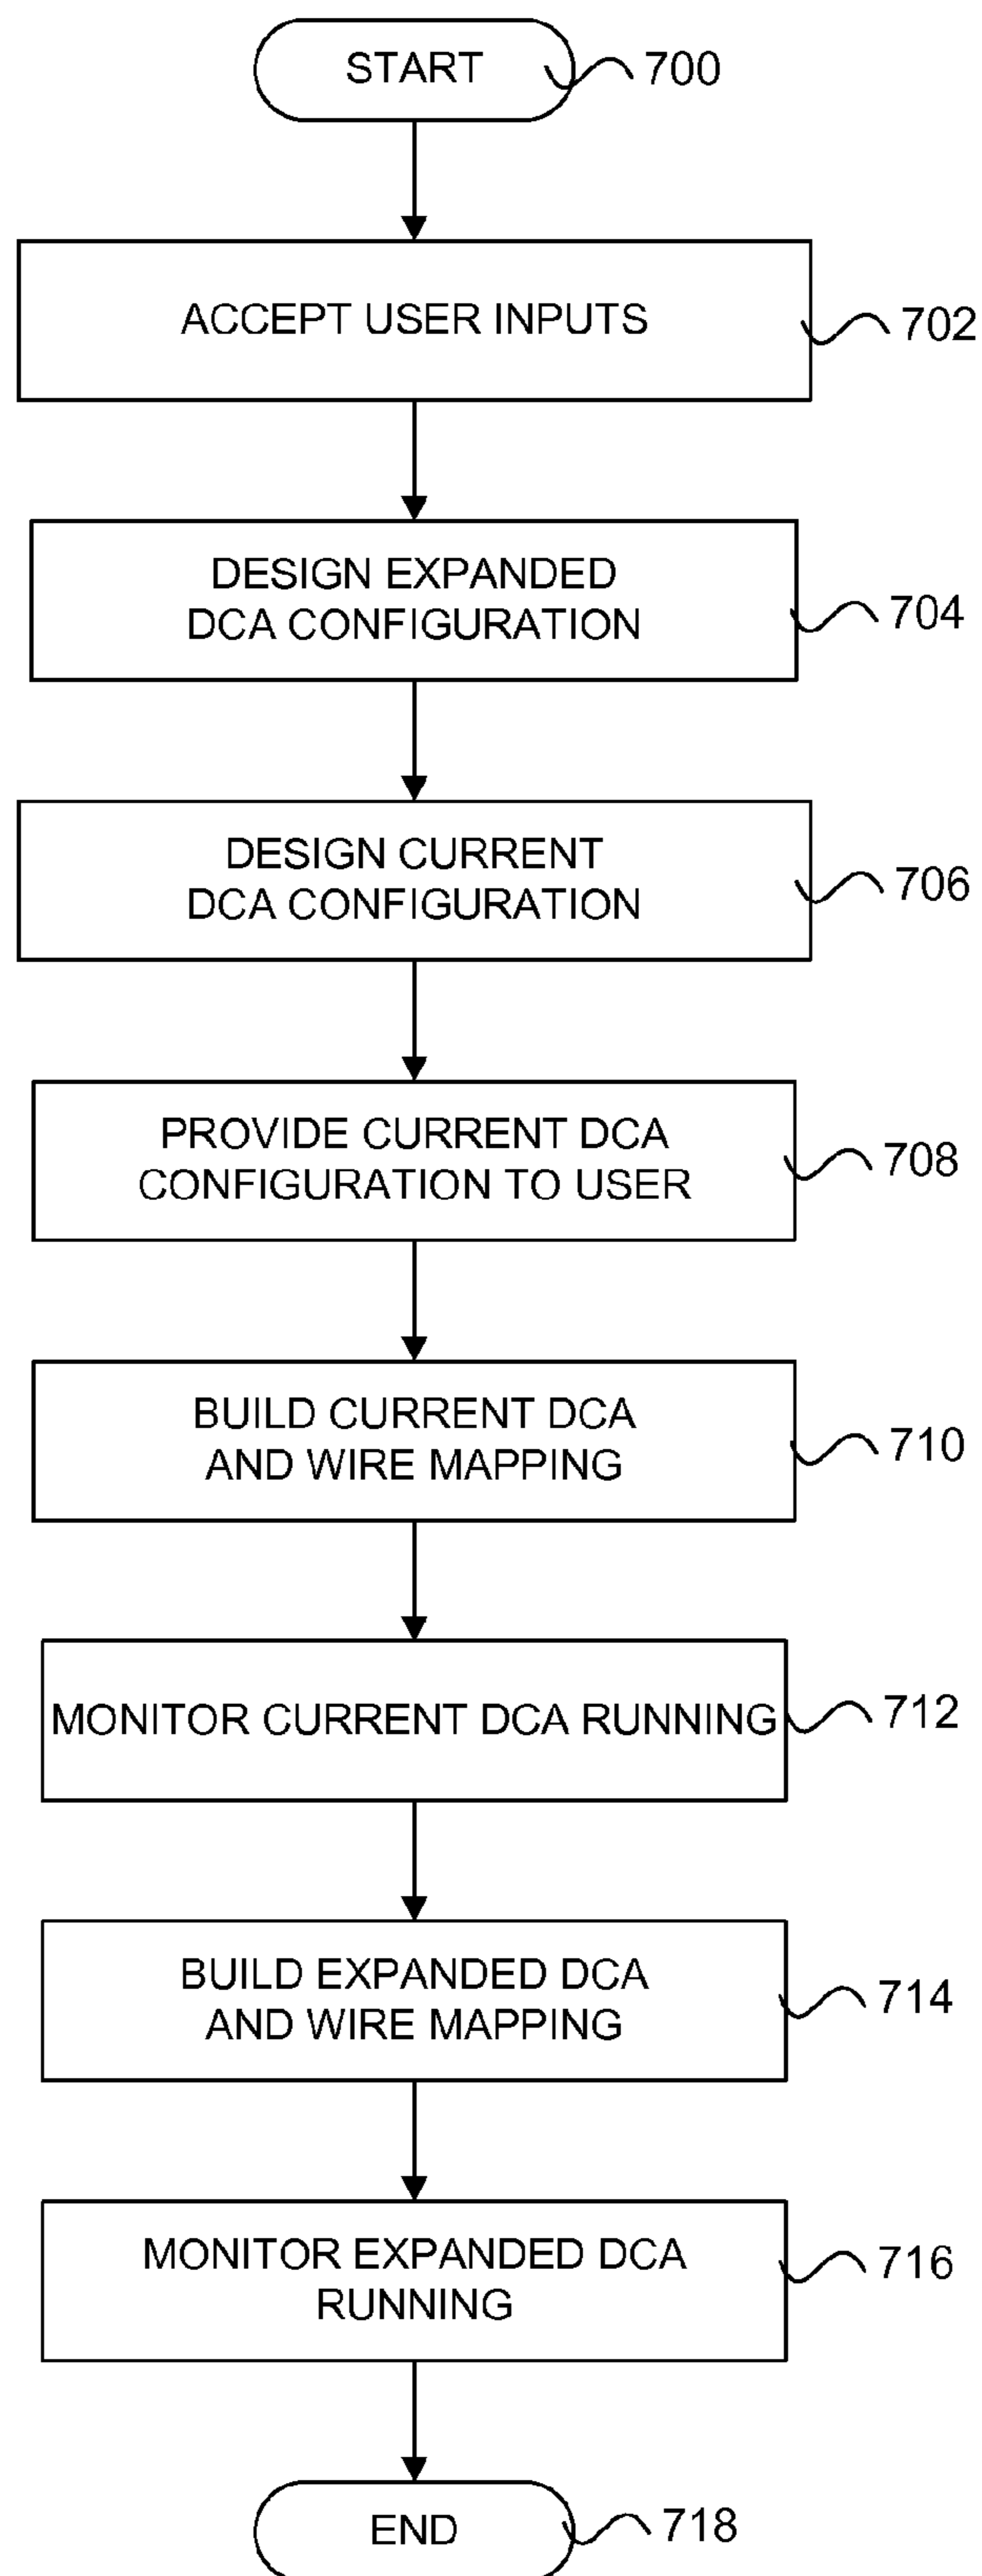 START
700
ACCEPT USER INPUTS
702
DESIGN EXPANDED
DCA CONFIGURATION
704
DESIGN CURRENT
DCA CONFIGURATION
706
PROVIDE CURRENT DCA
CONFIGURATION TO USER
708
BUILD CURRENT DCA
AND WIRE MAPPING
710
MONITOR CURRENT DCA RUNNING
712
BUILD EXPANDED DCA
AND WIRE MAPPING
714
MONITOR EXPANDED DCA
RUNNING
716
END
718